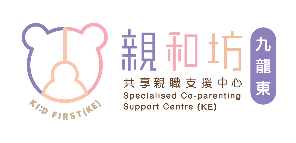 KI:D FIRST(KE)
親和坊
九龍東
共享親職支援中心
Specialised Co-parenting
Support Centre (KE)